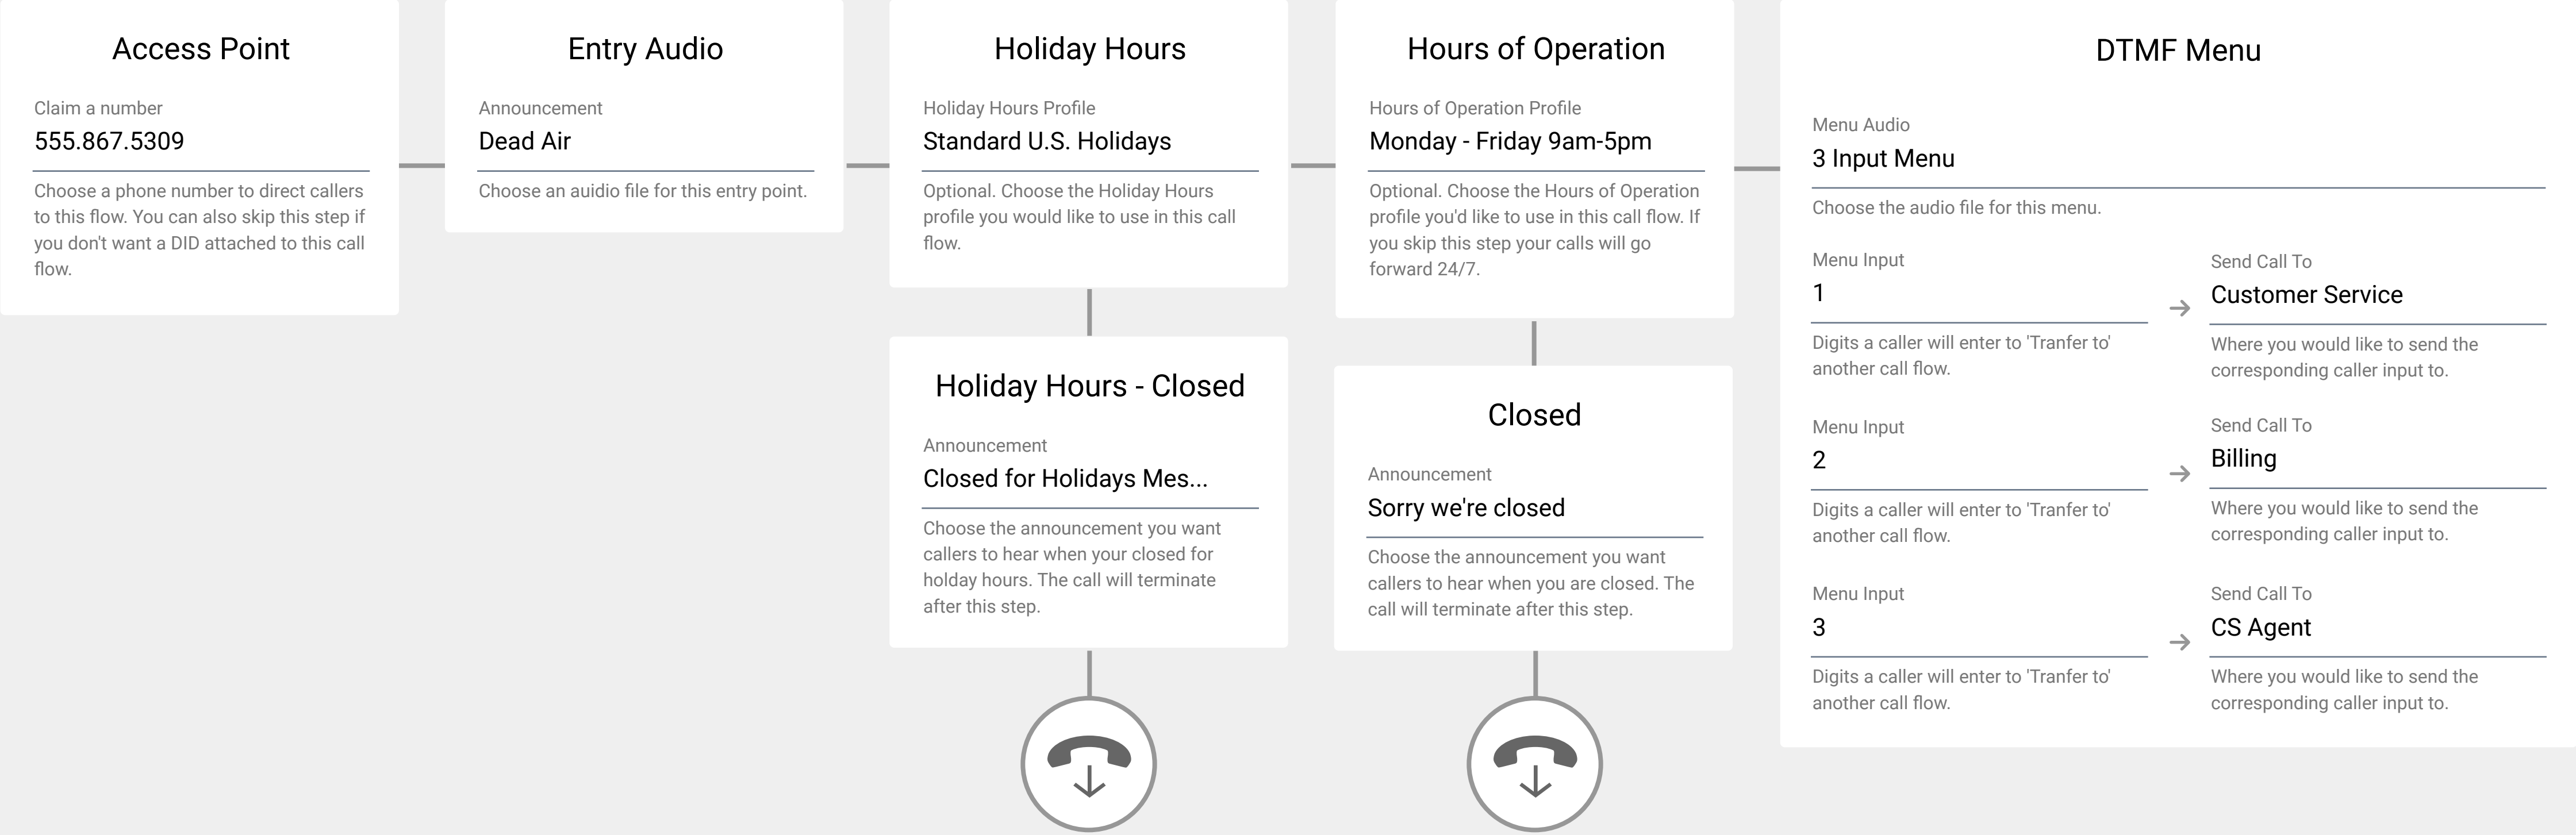 Access Point
Claim a number
555.867.5309
Choose a phone number to direct callers
to this flow. You can also skip this step if
you don't want a DID attached to this call
flow.
Entry Audio
Announcement
Dead Air
Choose an auidio file for this entry point.
Holiday Hours
Holiday Hours Profile
Standard U.S. Holidays
Optional. Choose the Holiday Hours
profile you would like to use in this call
flow.
Holiday Hours - Closed
Announcement
Closed for Holidays Mes...
Choose the announcement you want
callers to hear when your closed for
holday hours. The call will terminate
after this step.
Hours of Operation
Hours of Operation Profile
Monday - Friday 9am-5pm
Optional. Choose the Hours of Operation
profile you'd like to use in this call flow. If
you skip this step your calls will go
forward 24/7.
Closed
Announcement
Sorry we're closed
Choose the announcement you want
callers to hear when you are closed. The
call will terminate after this step.
DTMF Menu
Menu Audio
3 Input Menu
Choose the audio file for this menu.
Menu Input
1
Digits a caller will enter to 'Tranfer to'
another call flow.
Send Call To
Customer Service
Where you would like to send the
corresponding caller input to.
Menu Input
2
Digits a caller will enter to 'Tranfer to'
another call flow.
Send Call To
Billing
Where you would like to send the
corresponding caller input to.
Menu Input
3
Digits a caller will enter to 'Tranfer to'
another call flow.
Send Call To
CS Agent
Where you would like to send the
corresponding caller input to.